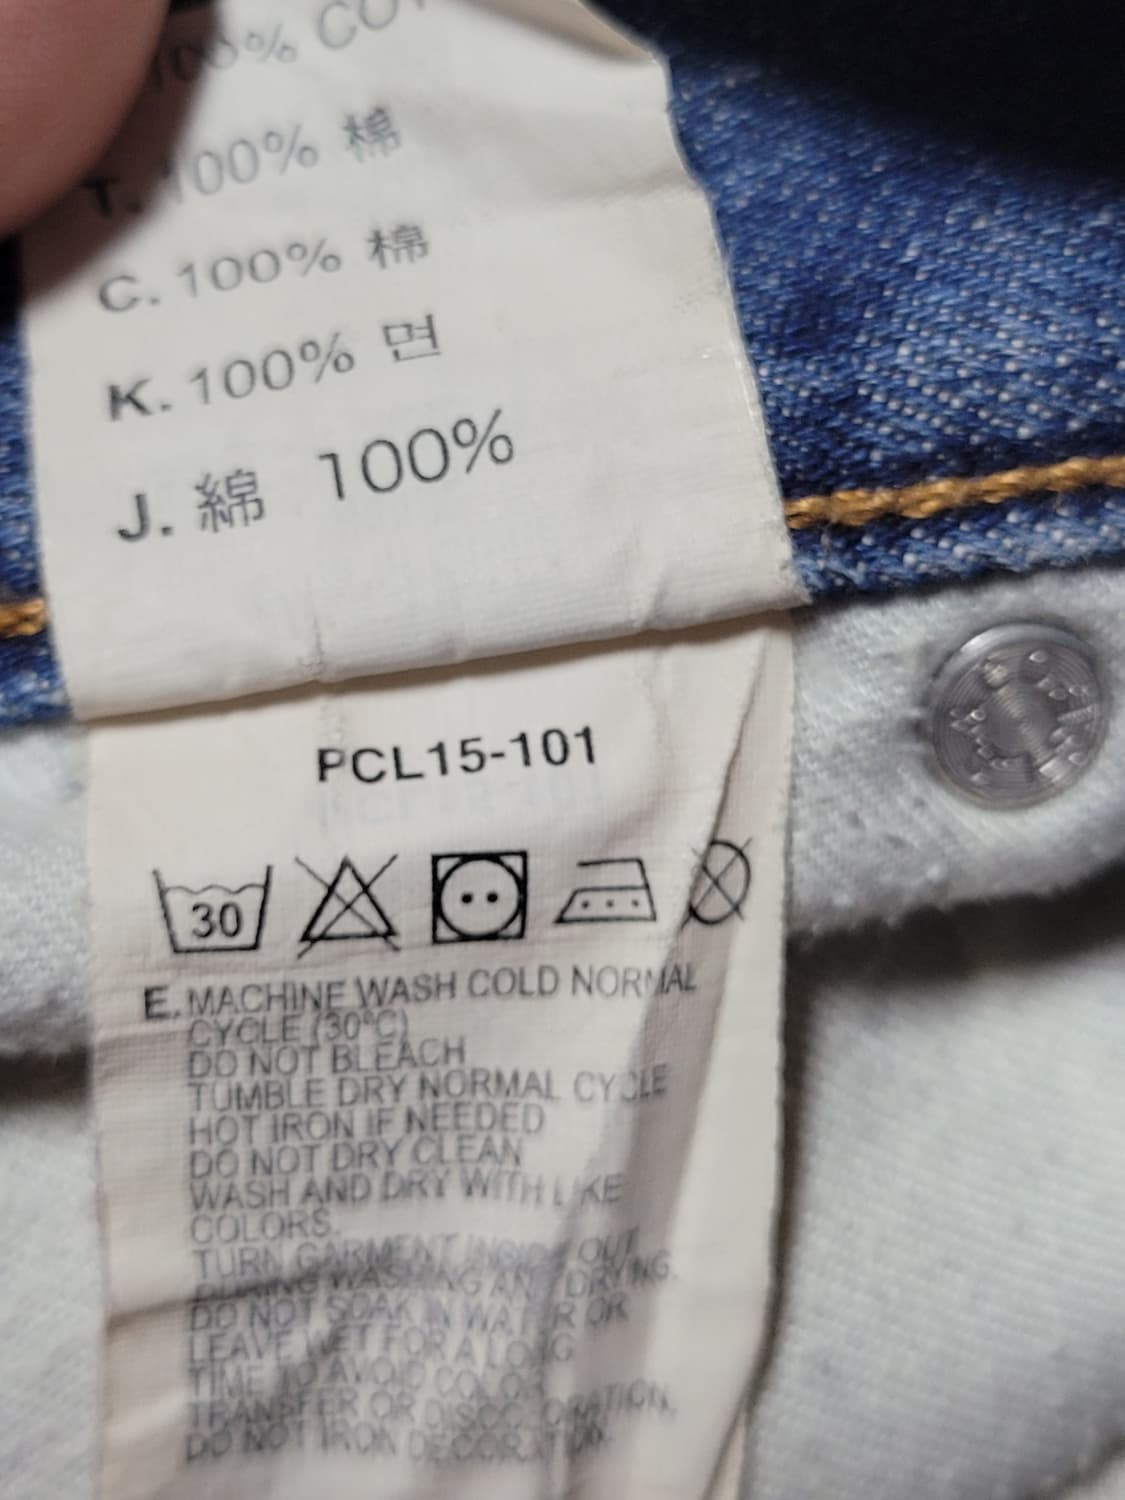 100% CO
T. 100% 棉
C. 100% 棉
K. 100% 면
J. 綿 100%
PCL15-101
30
E. MACHINE WASH COLD NORMAL
CYCLE (30°C)
DO NOT BLEACH
TUMBLE DRY NORMAL CYCLE
HOT IRON IF NEEDED
DO NOT DRY CLEAN
WASH AND DRY WITH LIKE
COLORS.
TURN GARMENT INSIDE OUT
DURING WASHING AND DRYING.
DO NOT SOAK IN WATER OR
LEAVE WET FOR A LONG
TIME TO AVOID COLOR
TRANSFER OR DISCOLORATION.
DO NOT IRON DECORATION.